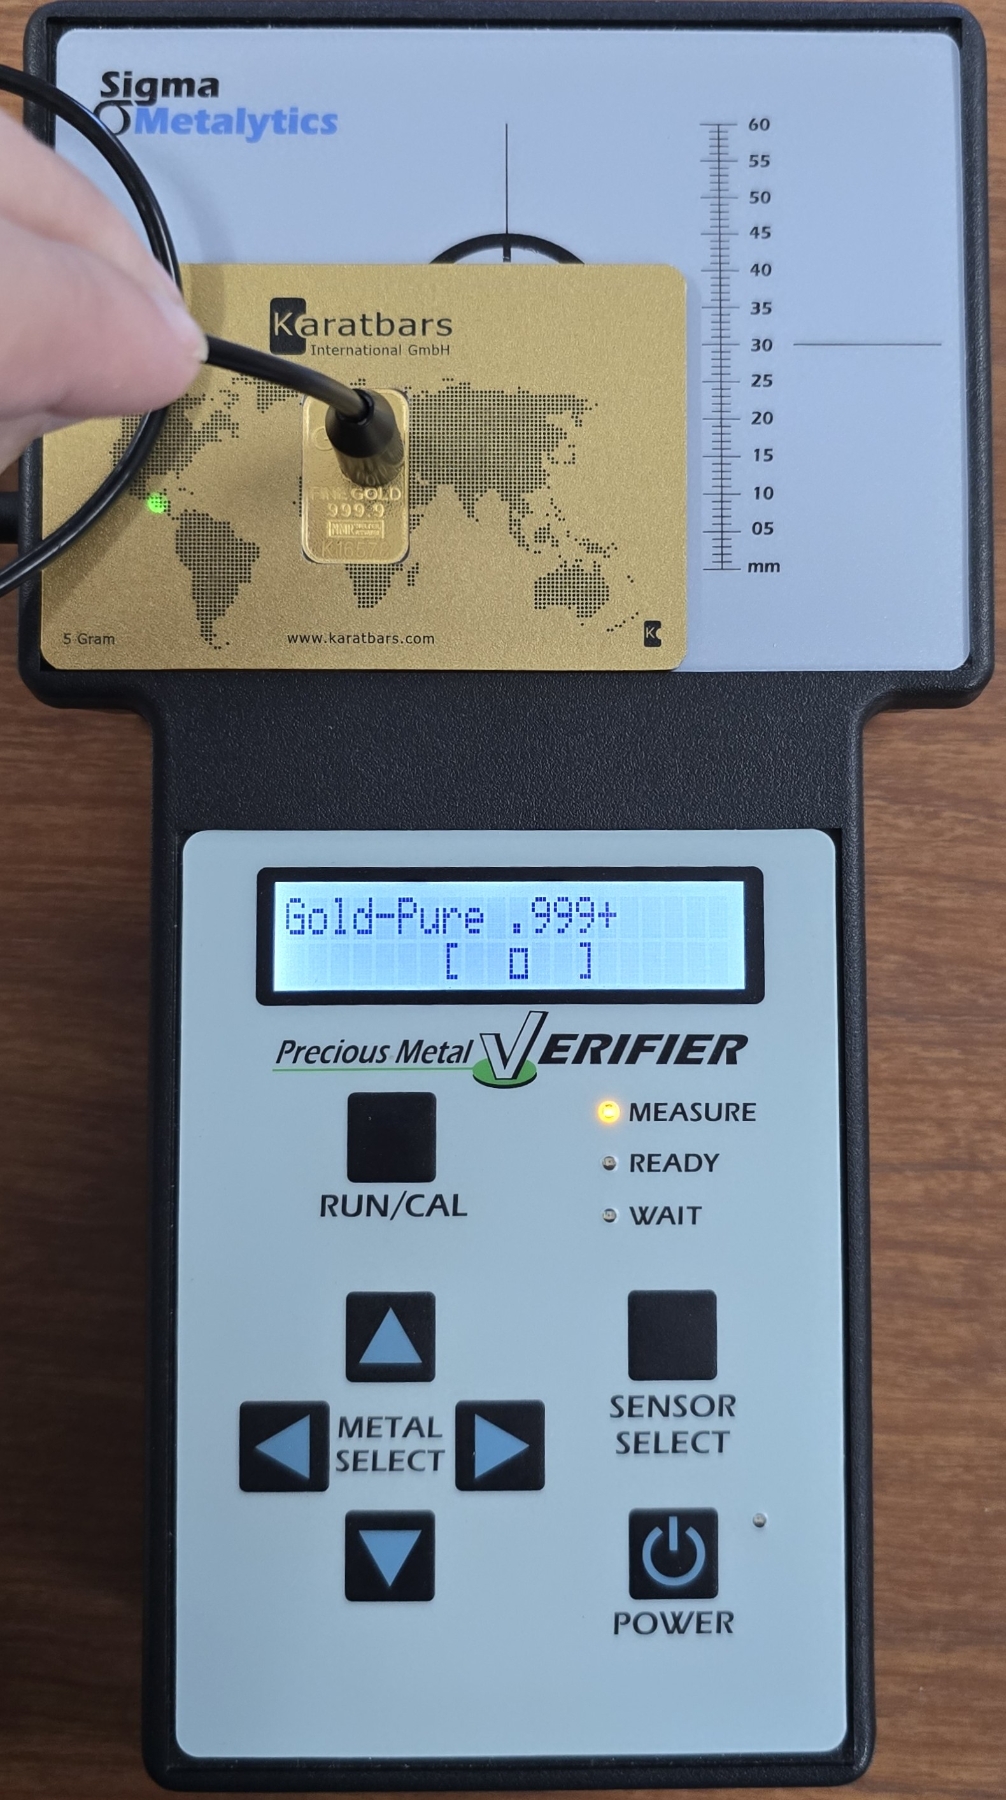 Sigma
Metalytics
60
55
50
45
40
35
30
25
20
15
10
05
mm
Karatbars
International GmbH
FINE GOLD
999.9
5 Gram
www.karatbars.com
K
Gold-Pure .999+
[ 0 ]
Precious Metal VERIFIER
MEASURE
READY
WAIT
RUN/CAL
METAL
SELECT
SENSOR
SELECT
POWER